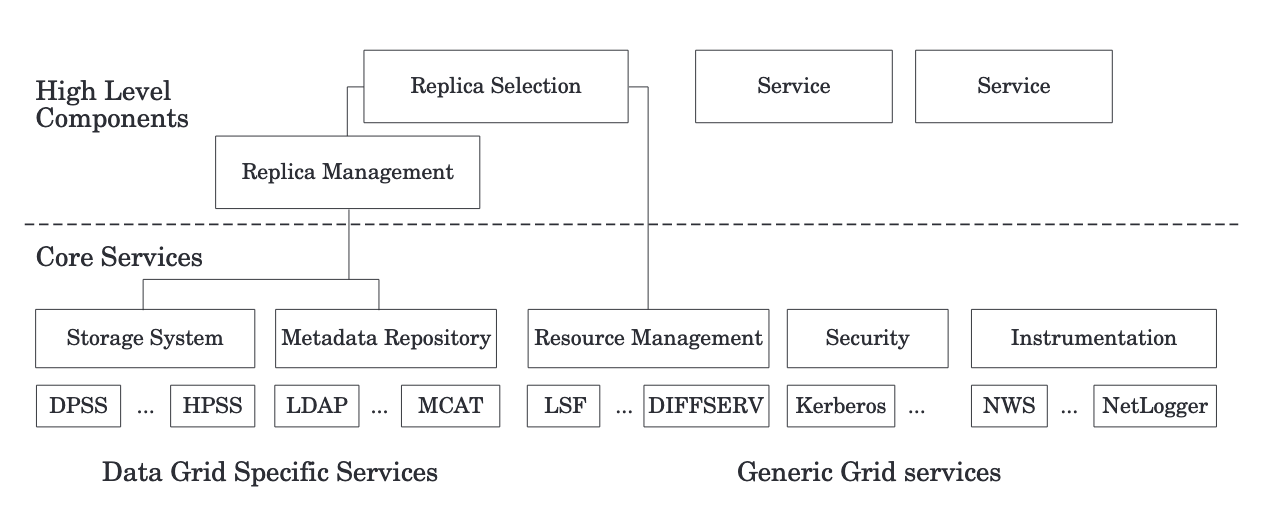 High Level
Components
Replica Selection
Service
Service
Replica Management
Core Services
Storage System
Metadata Repository
Resource Management
Security
Instrumentation
DPSS ... HPSS
LDAP ... MCAT
LSF ... DIFFSERV
Kerberos ...
NWS ... NetLogger
Data Grid Specific Services
Generic Grid services